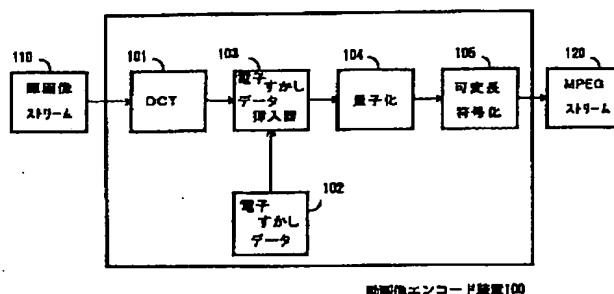 110
原画像
ストリーム
101
DCT
103
電子
すかし
データ
挿入器
104
量子化
105
可変長
符号化
120
MPEG
ストリーム
102
電子
すかし
データ
動画像エンコード装置100